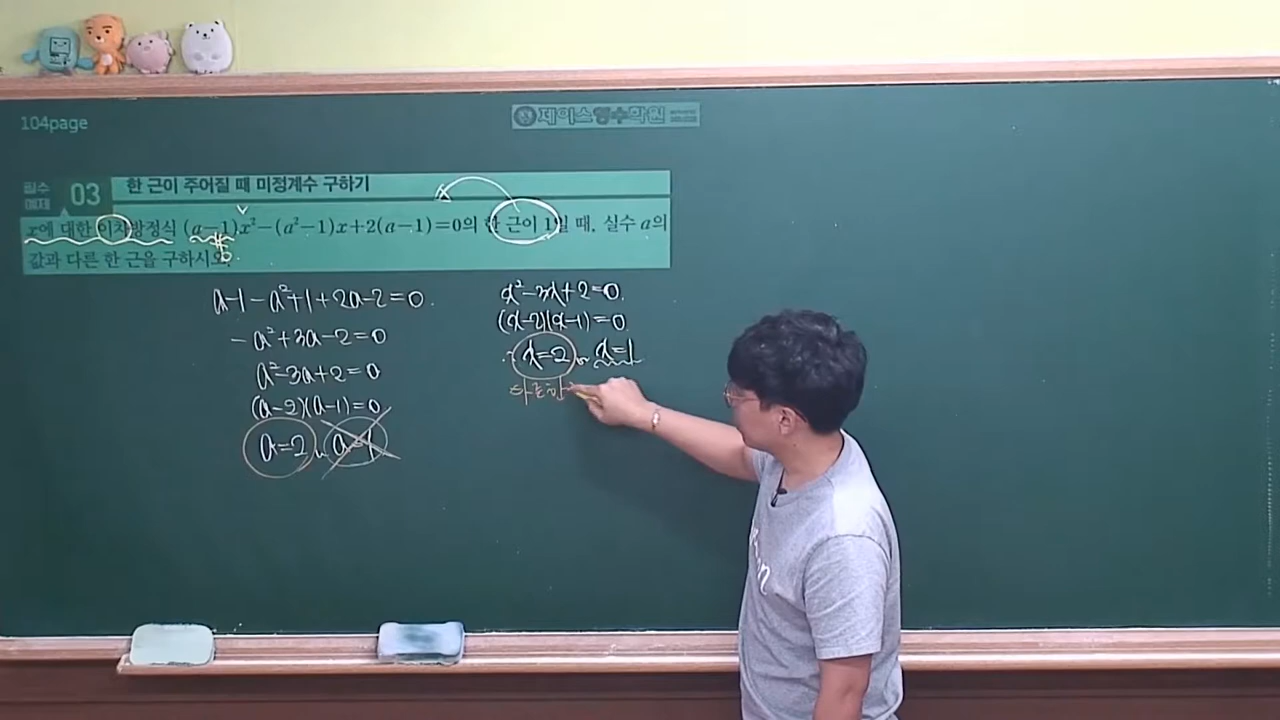 104page
제이스영수학원
필수 예제 03 한 근이 주어질 때 미정계수 구하기
x에 대한 이차방정식 (a−1)x²−(a²−1)x+2(a−1)=0의 한 근이 1일 때, 실수 a의
값과 다른 한 근을 구하시오.
a-1-a²+1+2a-2=0.
-a²+3a-2=0
a²-3a+2=0
(a-2)(a-1)=0
a=2, a=1
x²-3x+2=0.
(x-2)(x-1)=0
∴ x=2 or x=1
다른한